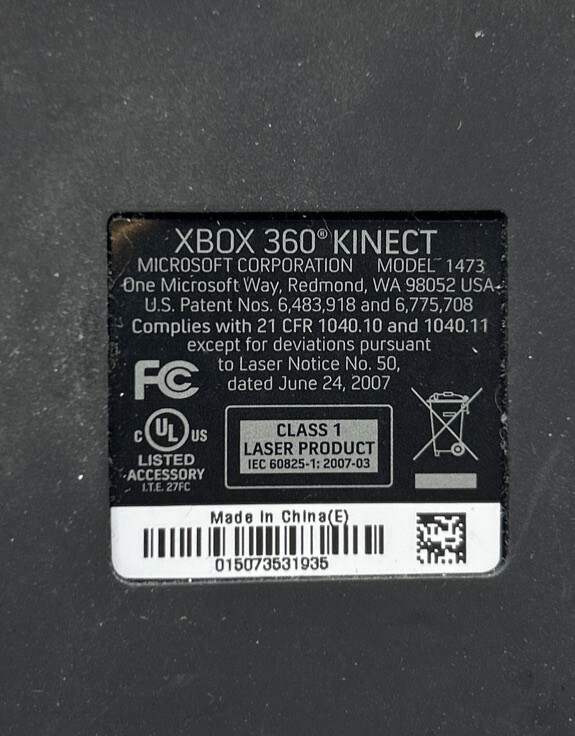 XBOX 360® KINECT
MICROSOFT CORPORATION MODEL 1473
One Microsoft Way, Redmond, WA 98052 USA
U.S. Patent Nos. 6,483,918 and 6,775,708
Complies with 21 CFR 1040.10 and 1040.11
except for deviations pursuant
to Laser Notice No. 50,
dated June 24, 2007
FC
C UL US
LISTED
ACCESSORY
I.T.E. 27FC
CLASS 1
LASER PRODUCT
IEC 60825-1: 2007-03
Made in China(E)
015073531935